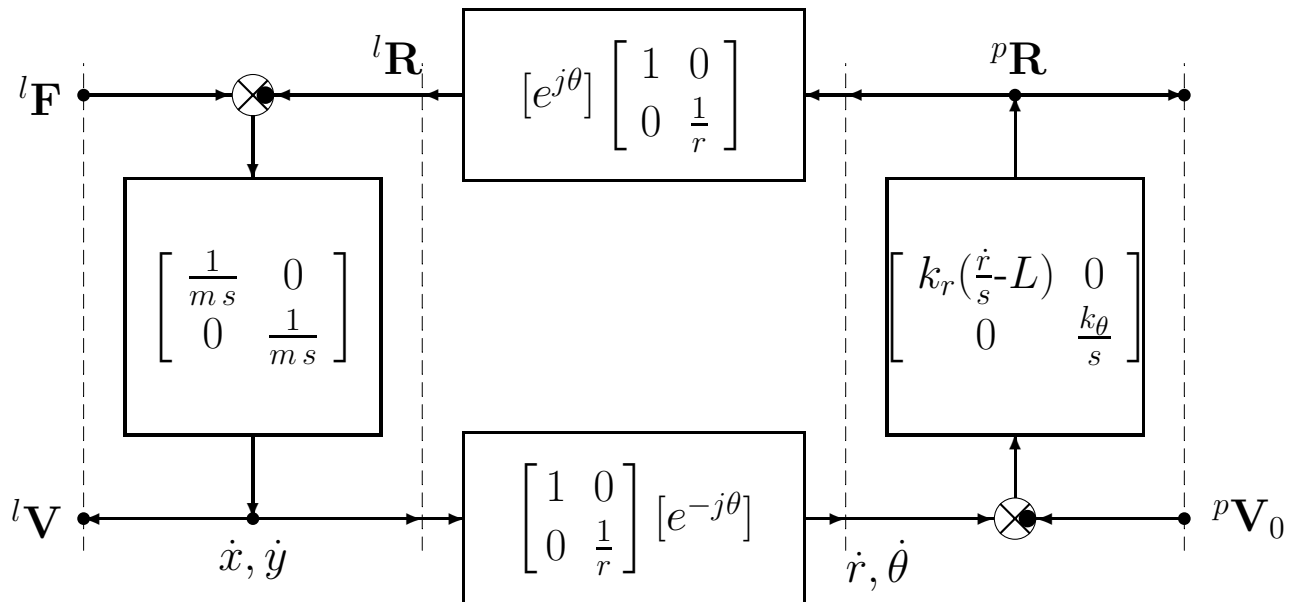 ^l𝐅 ^l𝐑 [e^{jθ}] [1 0; 0 1/r] ^p𝐑
[1/(m s) 0; 0 1/(m s)] [k_r(ṙ/s-L) 0; 0 k_θ/s]
^l𝐕 [1 0; 0 1/r] [e^{-jθ}] ^p𝐕_0
ẋ, ẏ ṙ, θ̇